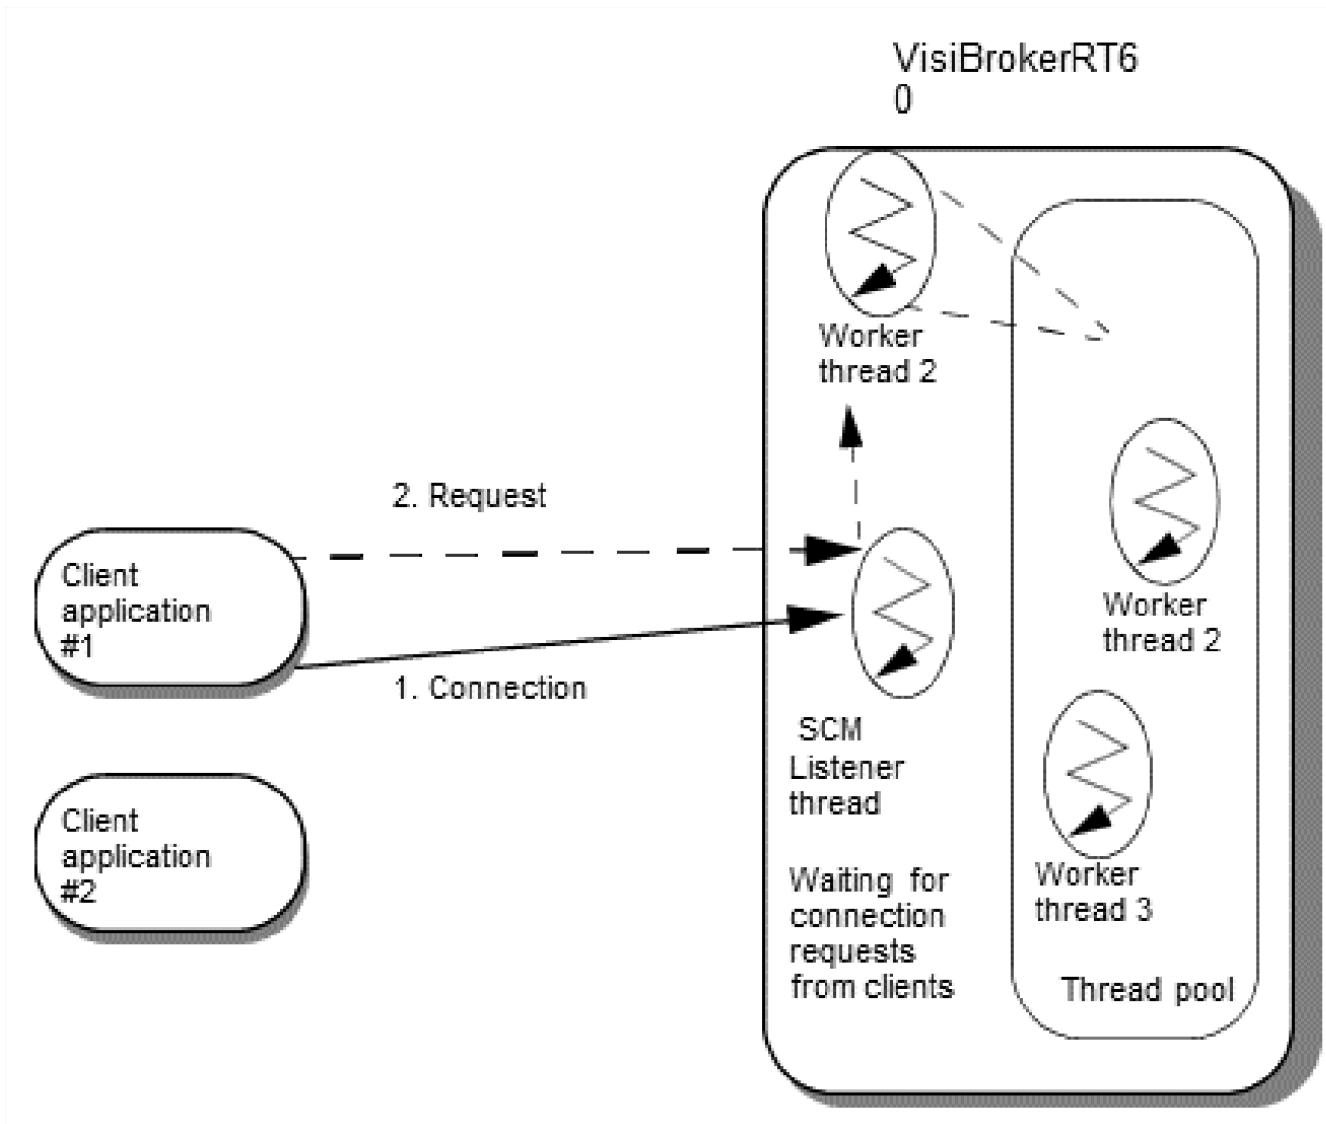 VisiBrokerRT6
0
Worker
thread 2
2. Request
Client
application
#1
1. Connection
Worker
thread 2
SCM
Listener
thread
Client
application
#2
Waiting for
connection
requests
from clients
Worker
thread 3
Thread pool